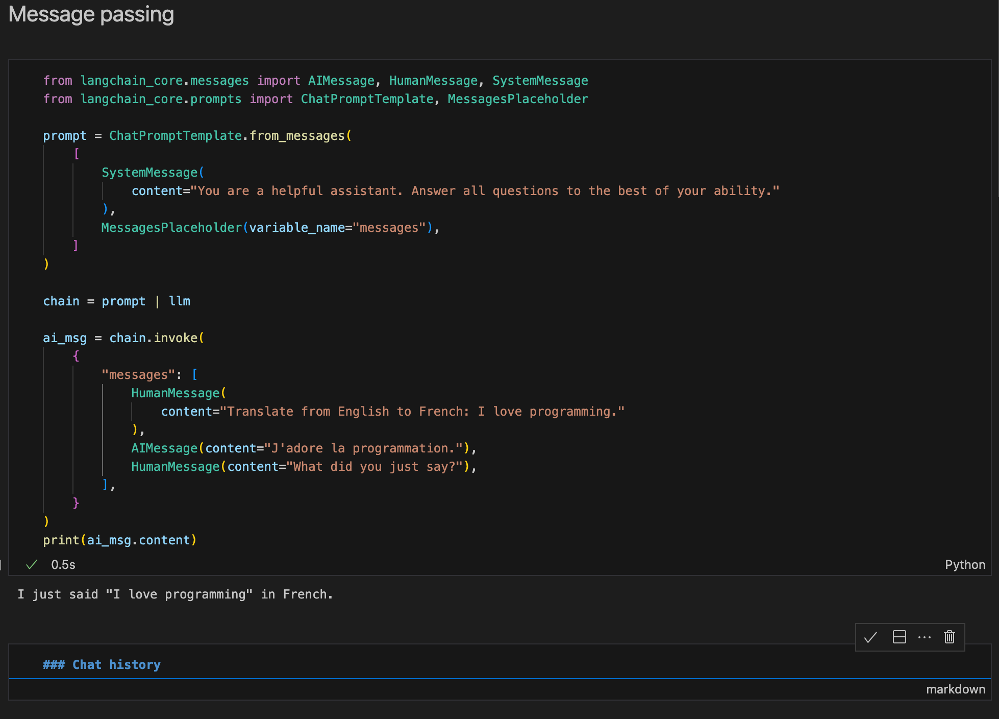 Message passing
from langchain_core.messages import AIMessage, HumanMessage, SystemMessage
from langchain_core.prompts import ChatPromptTemplate, MessagesPlaceholder
prompt = ChatPromptTemplate.from_messages(
[
SystemMessage(
content="You are a helpful assistant. Answer all questions to the best of your ability."
),
MessagesPlaceholder(variable_name="messages"),
]
)
chain = prompt | llm
ai_msg = chain.invoke(
{
"messages": [
HumanMessage(
content="Translate from English to French: I love programming."
),
AIMessage(content="J'adore la programmation."),
HumanMessage(content="What did you just say?"),
],
}
)
print(ai_msg.content)
0.5s
Python
I just said "I love programming" in French.
### Chat history
markdown